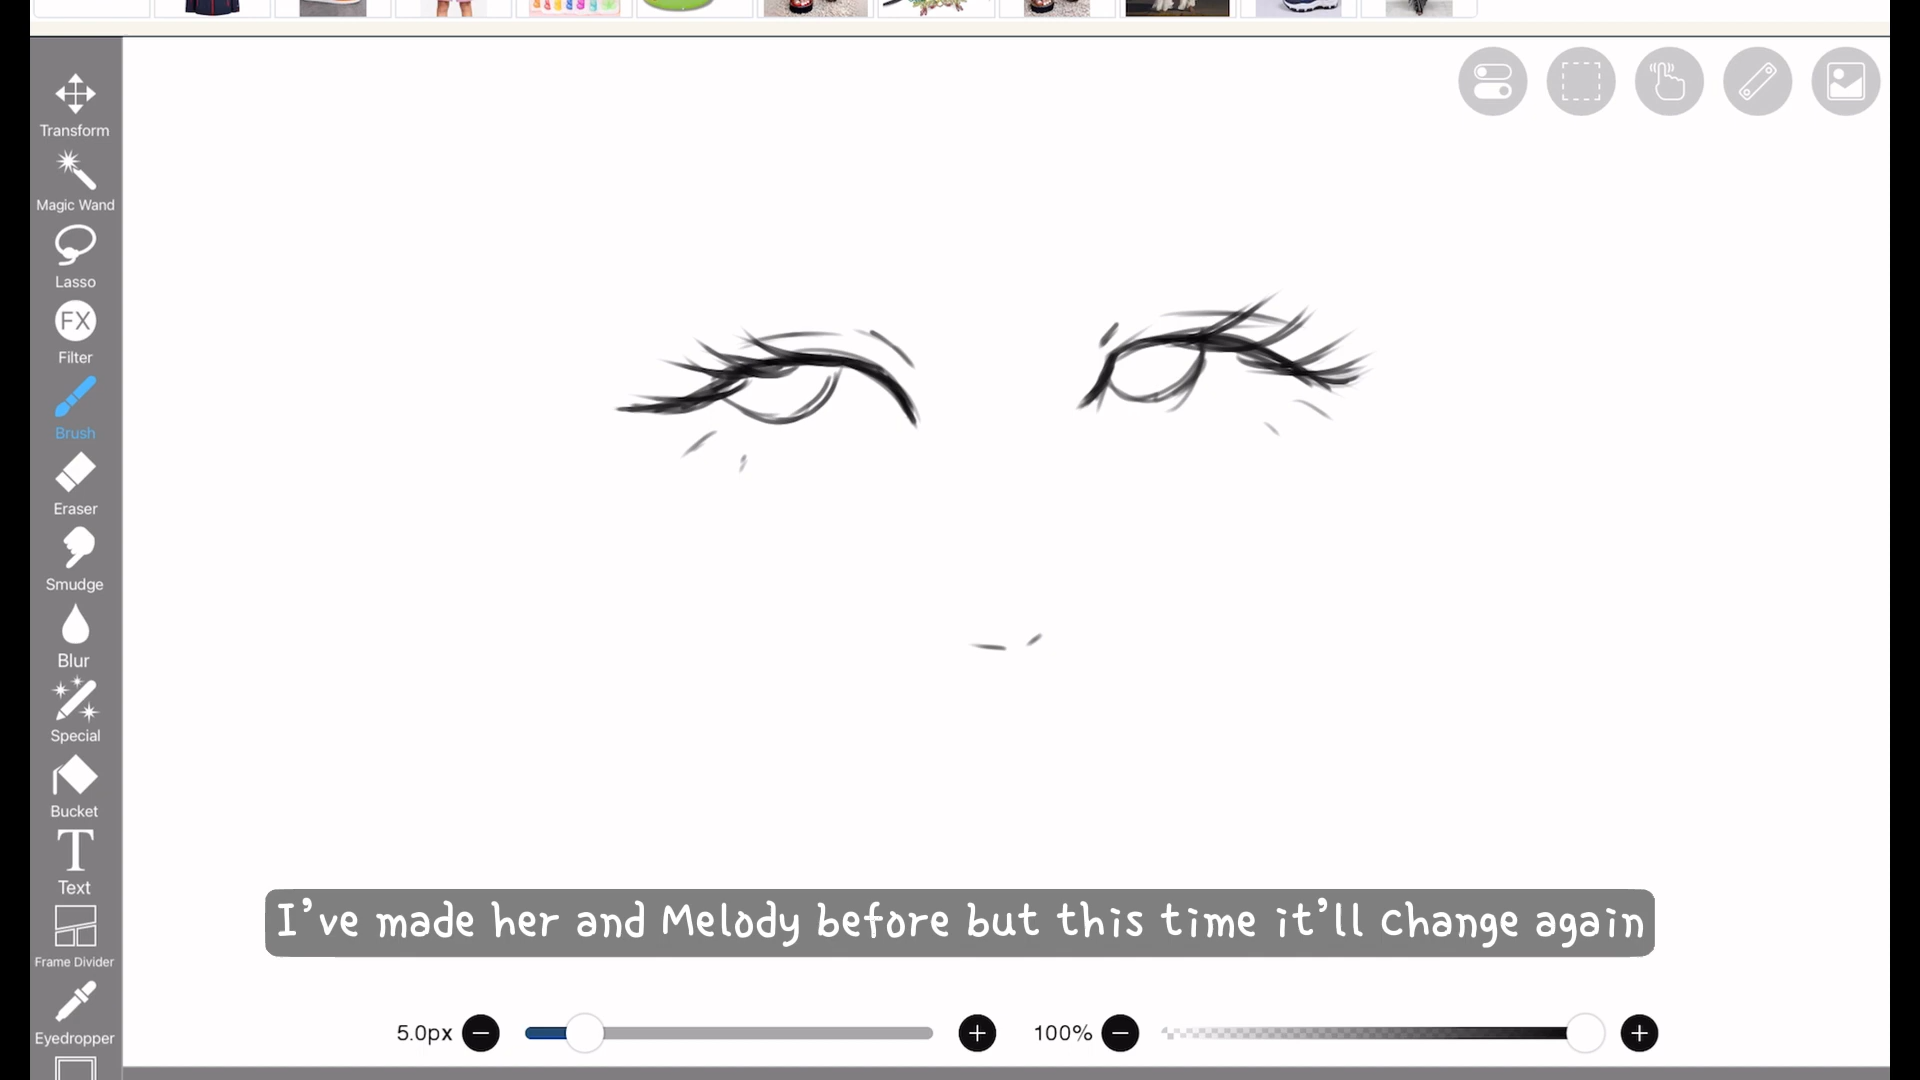 Transform
Magic Wand
Lasso
FX
Filter
Brush
Eraser
Smudge
Blur
Special
Bucket
T
Text
Frame Divider
Eyedropper
I've made her and Melody before but this time it'll change again
5.0px
100%